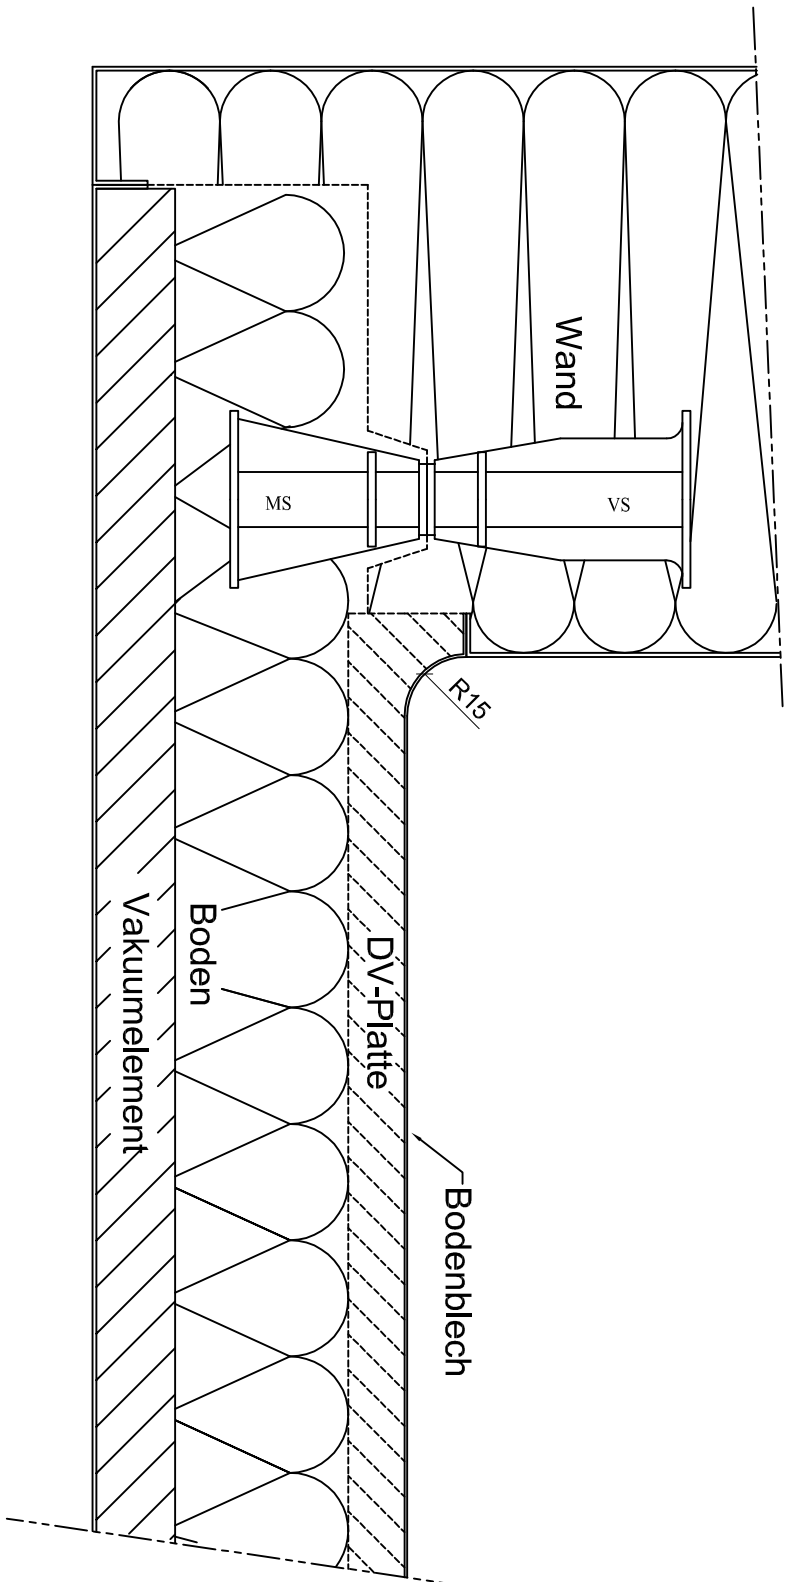 Wand
MS
VS
R15
Boden
Vakuumelement
DV-Platte
Bodenblech